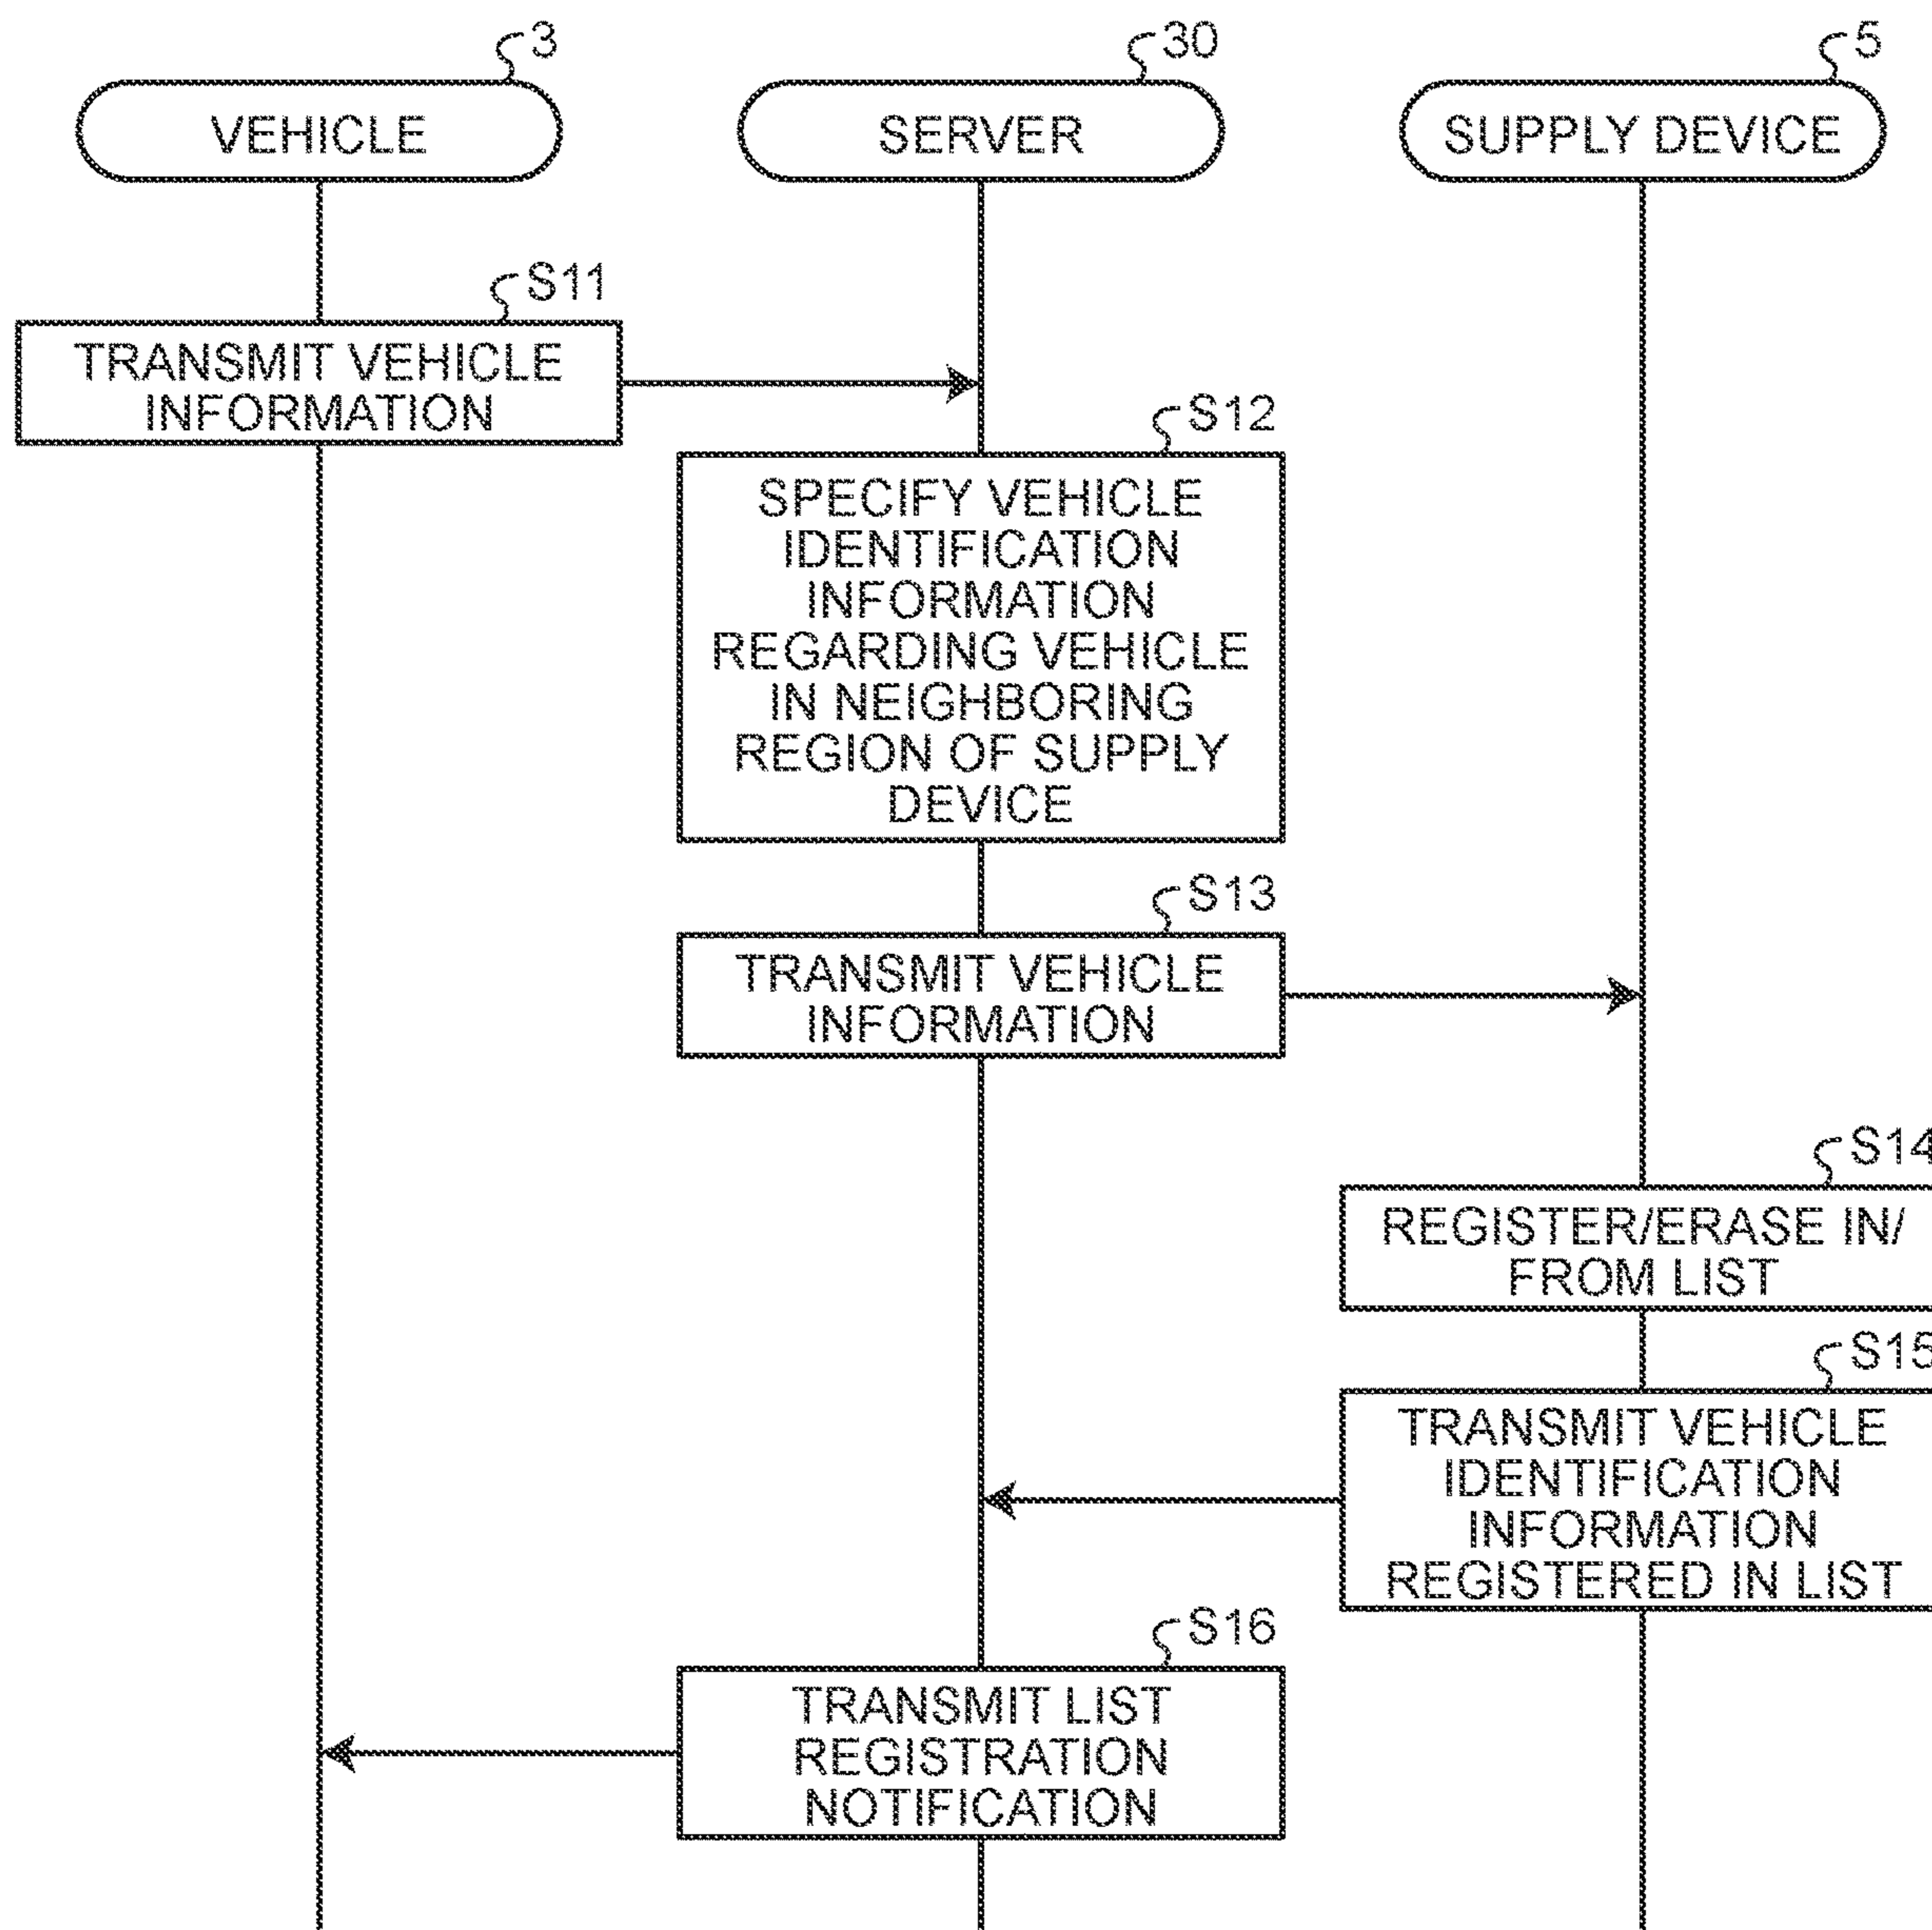 3
30
5
VEHICLE
SERVER
SUPPLY DEVICE
S11
TRANSMIT VEHICLE
INFORMATION
S12
SPECIFY VEHICLE
IDENTIFICATION
INFORMATION
REGARDING VEHICLE
IN NEIGHBORING
REGION OF SUPPLY
DEVICE
S13
TRANSMIT VEHICLE
INFORMATION
S14
REGISTER/ERASE IN/
FROM LIST
S15
TRANSMIT VEHICLE
IDENTIFICATION
INFORMATION
REGISTERED IN LIST
S16
TRANSMIT LIST
REGISTRATION
NOTIFICATION